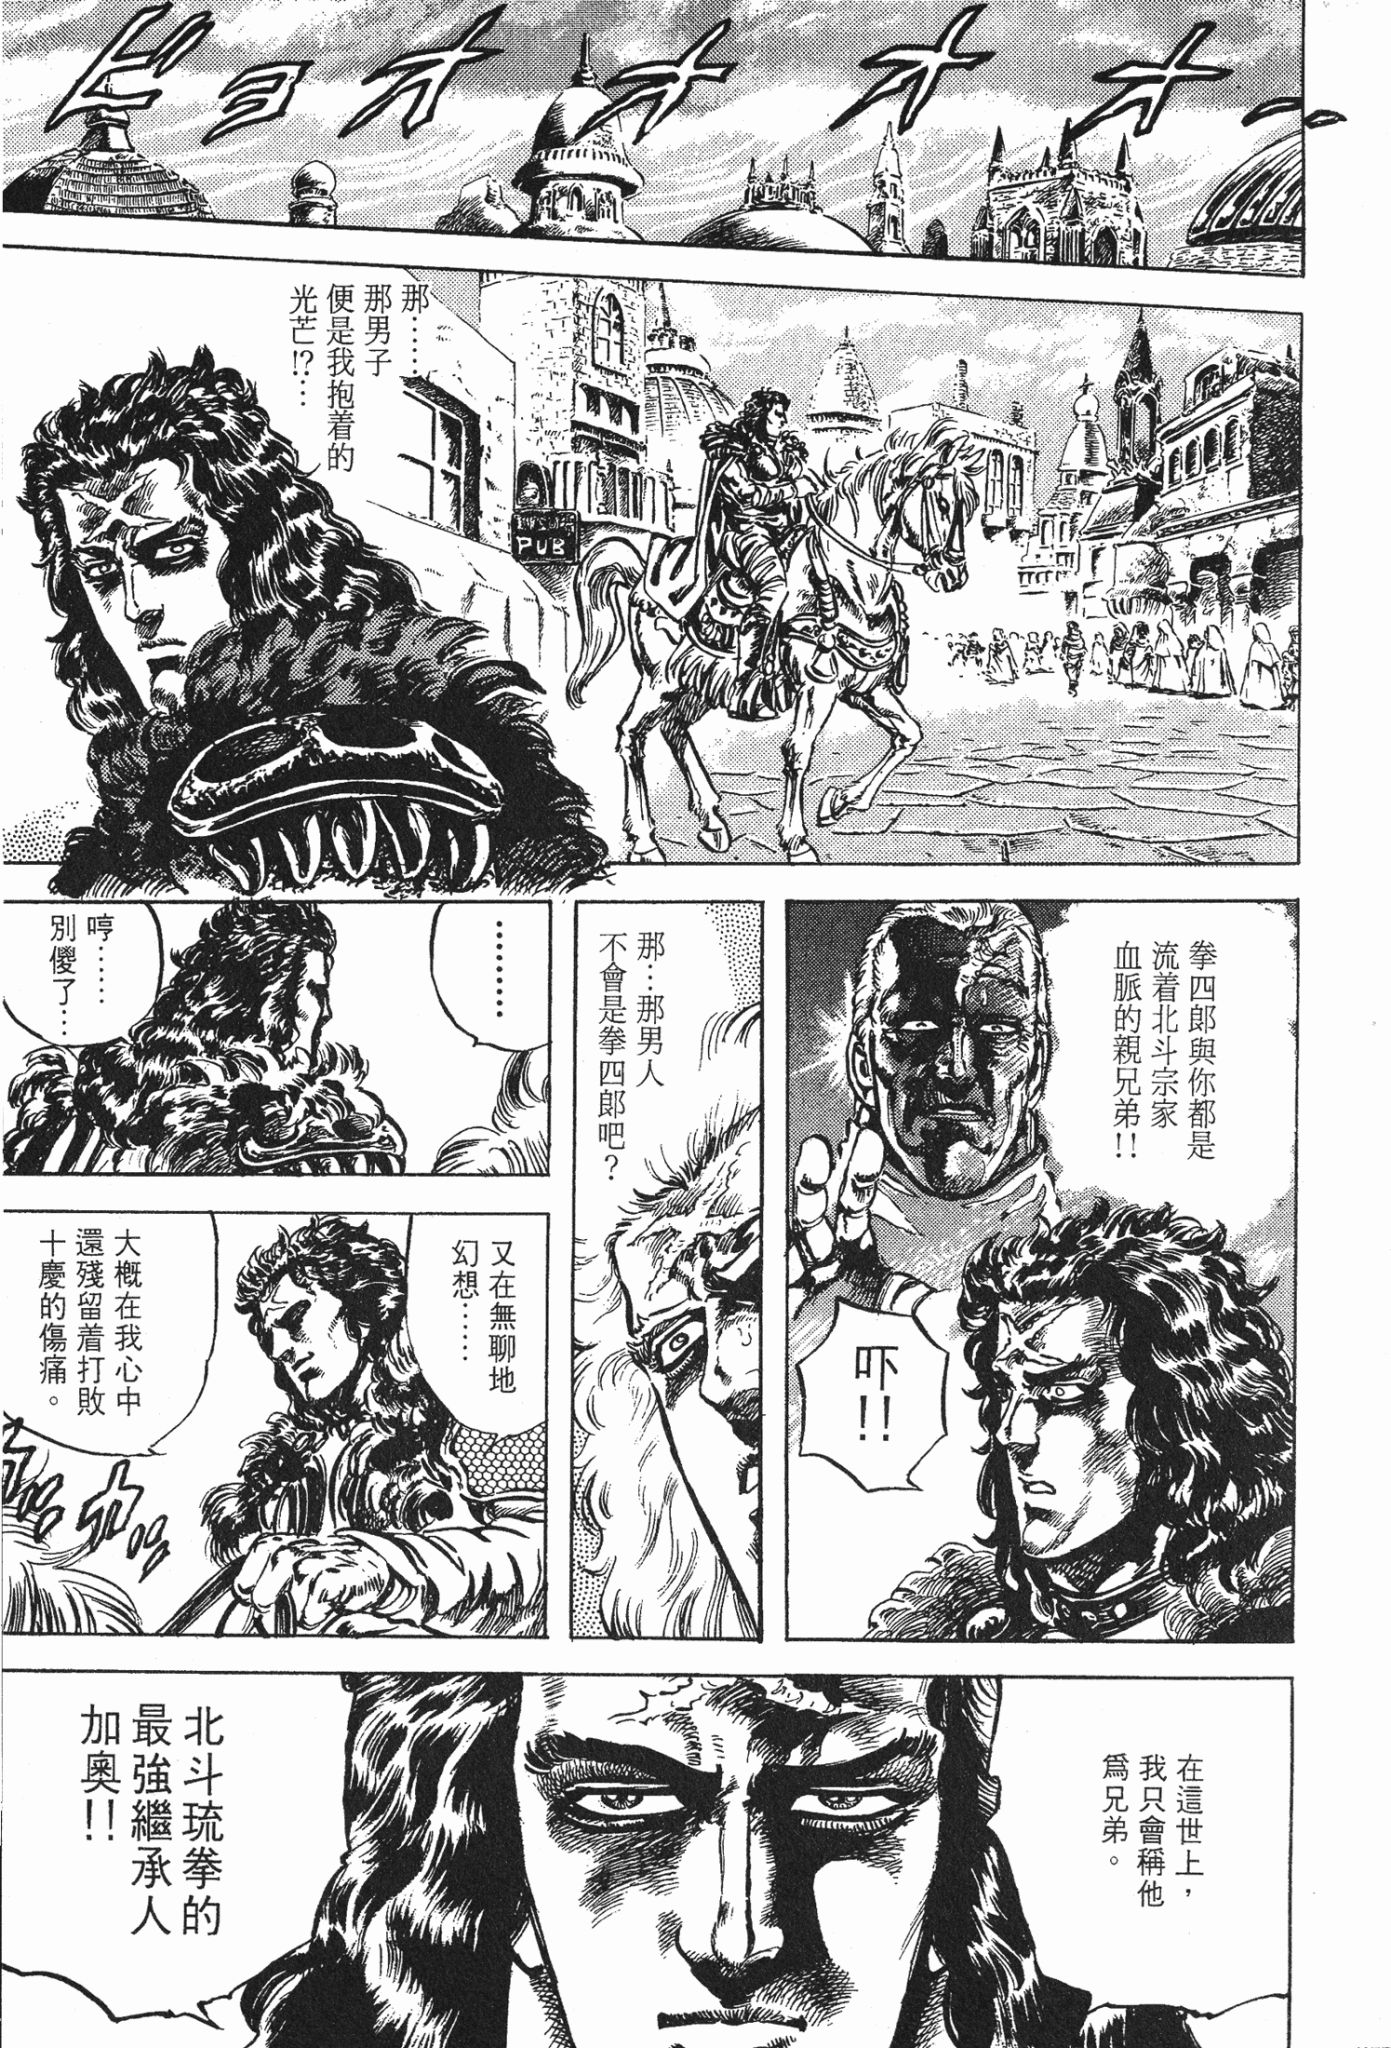 ビョオオオオオ
那……
那男子
便是我抱着的
光芒!?……
PUB
拳四郎與你都是
流着北斗宗家
血脈的親兄弟!!
吓!!
那…那男人
不會是拳四郎吧？
………
哼……
別傻了…
又在無聊地
幻想……
大概在我心中
還殘留着打敗
十慶的傷痛。
ガガガ
在這世上，
我只會稱他
爲兄弟。
北斗琉拳的
最強繼承人
加奧!!